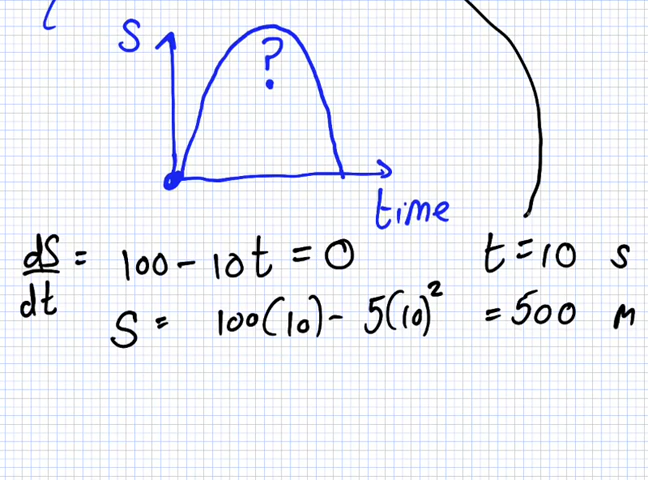 S
?
time
dS/dt = 100 - 10t = 0 t = 10 s
S = 100(10) - 5(10)² = 500 m